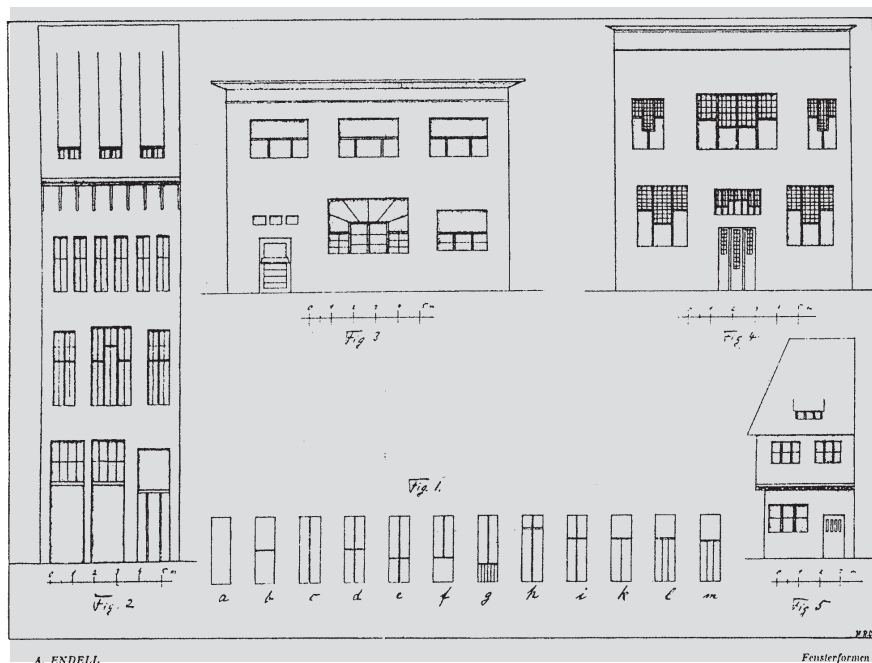 Fig 3
Fig 4.
Fig. 1.
a b c d e f g h i k l m
Fig. 2
Fig 5
A. ENDELL
Fensterformen